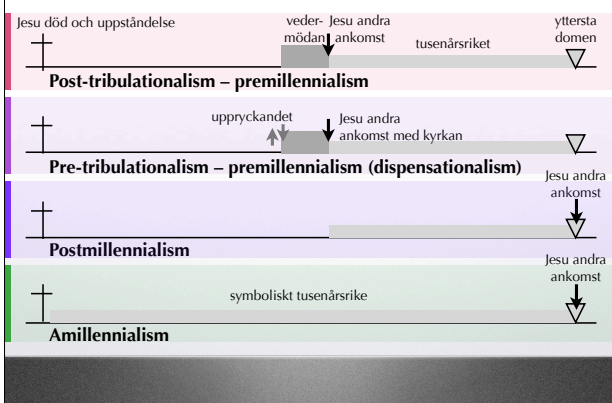 Jesu död och uppståndelse
veder-
mödan
Jesu andra
ankomst
tusenårsriket
yttersta
domen
Post-tribulationalism – premillennialism
uppryckandet
Jesu andra
ankomst med kyrkan
Pre-tribulationalism – premillennialism (dispensationalism)
Jesu andra
ankomst
Postmillennialism
Jesu andra
ankomst
symboliskt tusenårsrike
Amillennialism